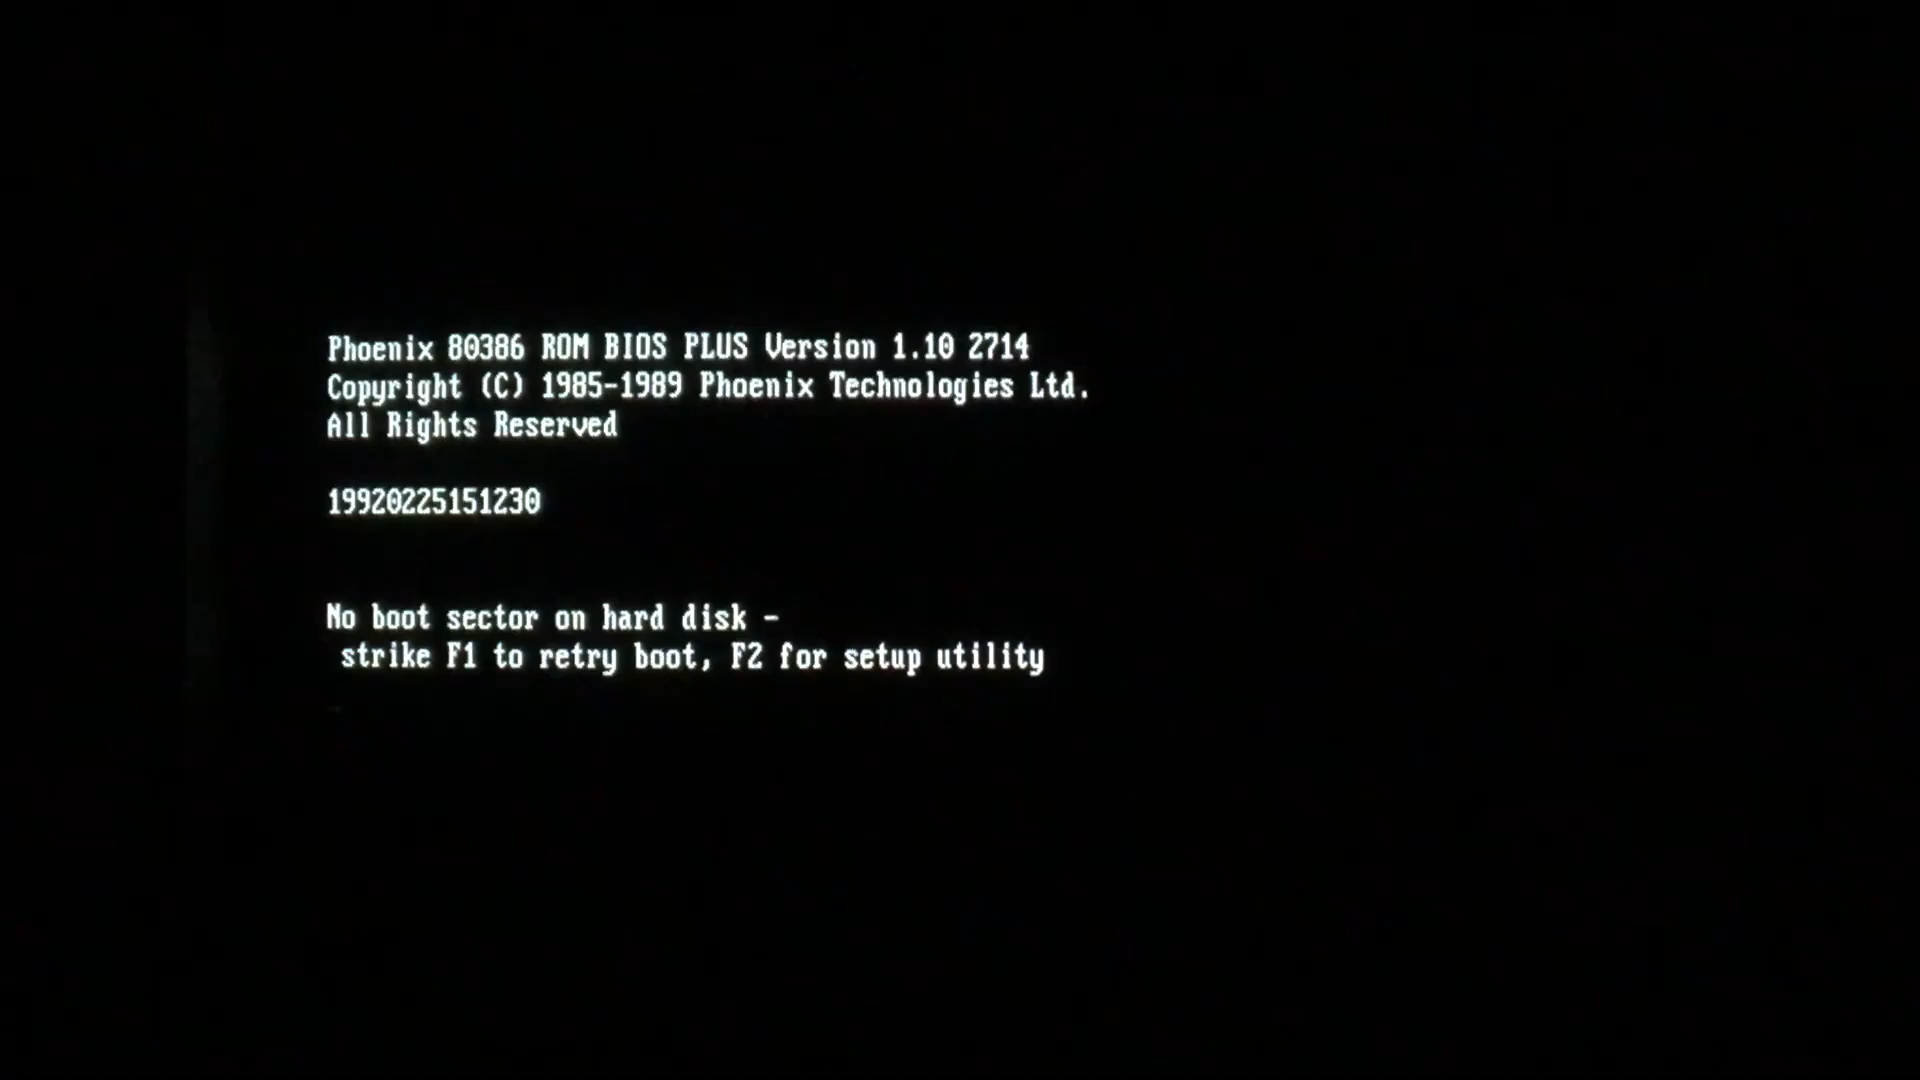 Phoenix 80386 ROM BIOS PLUS Version 1.10 2714
Copyright (C) 1985-1989 Phoenix Technologies Ltd.
All Rights Reserved
19920225151230
No boot sector on hard disk -
strike F1 to retry boot, F2 for setup utility